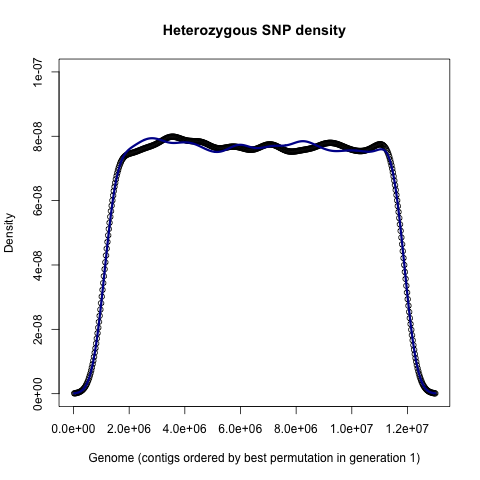 Heterozygous SNP density
Density
1e-07
8e-08
6e-08
4e-08
2e-08
0e+00
0.0e+00 2.0e+06 4.0e+06 6.0e+06 8.0e+06 1.0e+07 1.2e+07
Genome (contigs ordered by best permutation in generation 1)